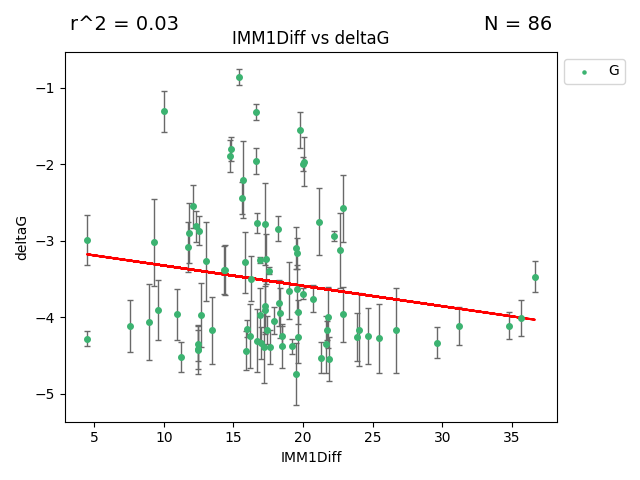 r^2 = 0.03
N = 86
IMM1Diff vs deltaG
G
deltaG
−1
−2
−3
−4
−5
5 10 15 20 25 30 35
IMM1Diff